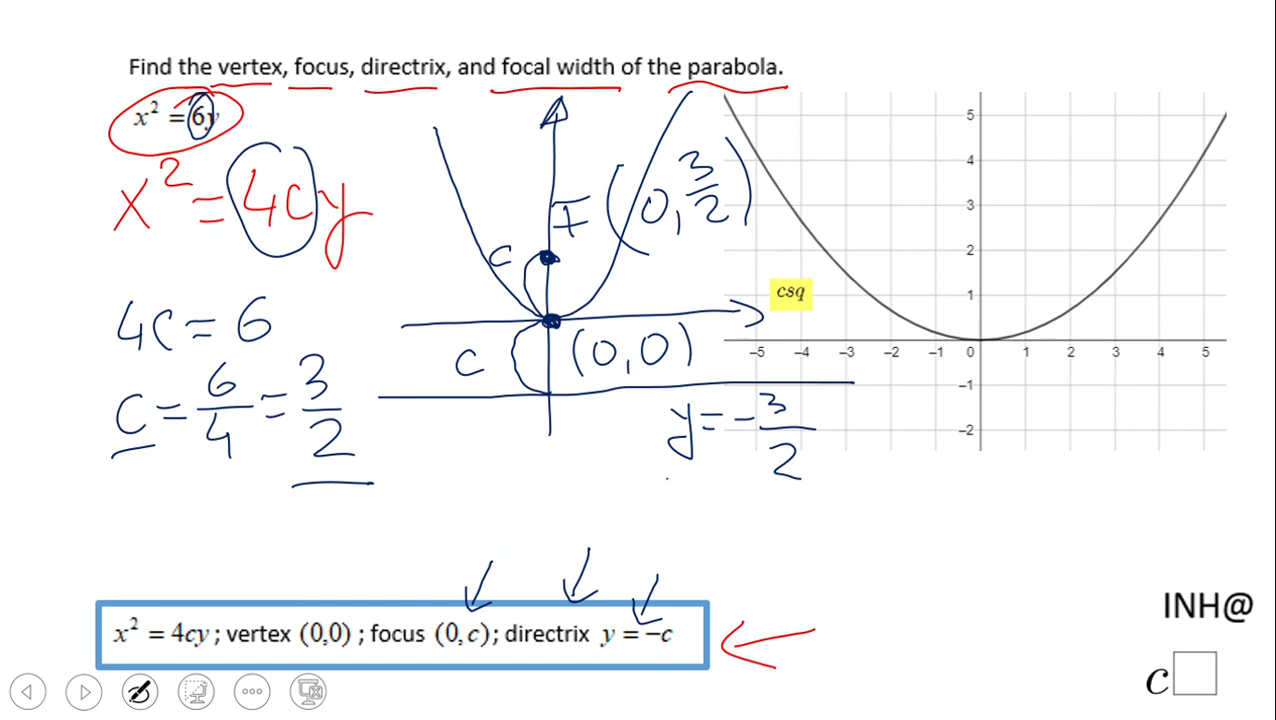 Find the vertex, focus, directrix, and focal width of the parabola.
x² = 6y
x² = 4cy
4c = 6
c = 6/4 = 3/2
F (0, 3/2)
c
(0,0)
c
y = -3/2
csq
5
4
3
2
1
-5 -4 -3 -2 -1 0 1 2 3 4 5
-1
-2
x² = 4cy ; vertex (0,0) ; focus (0, c); directrix y = -c
INH@
c